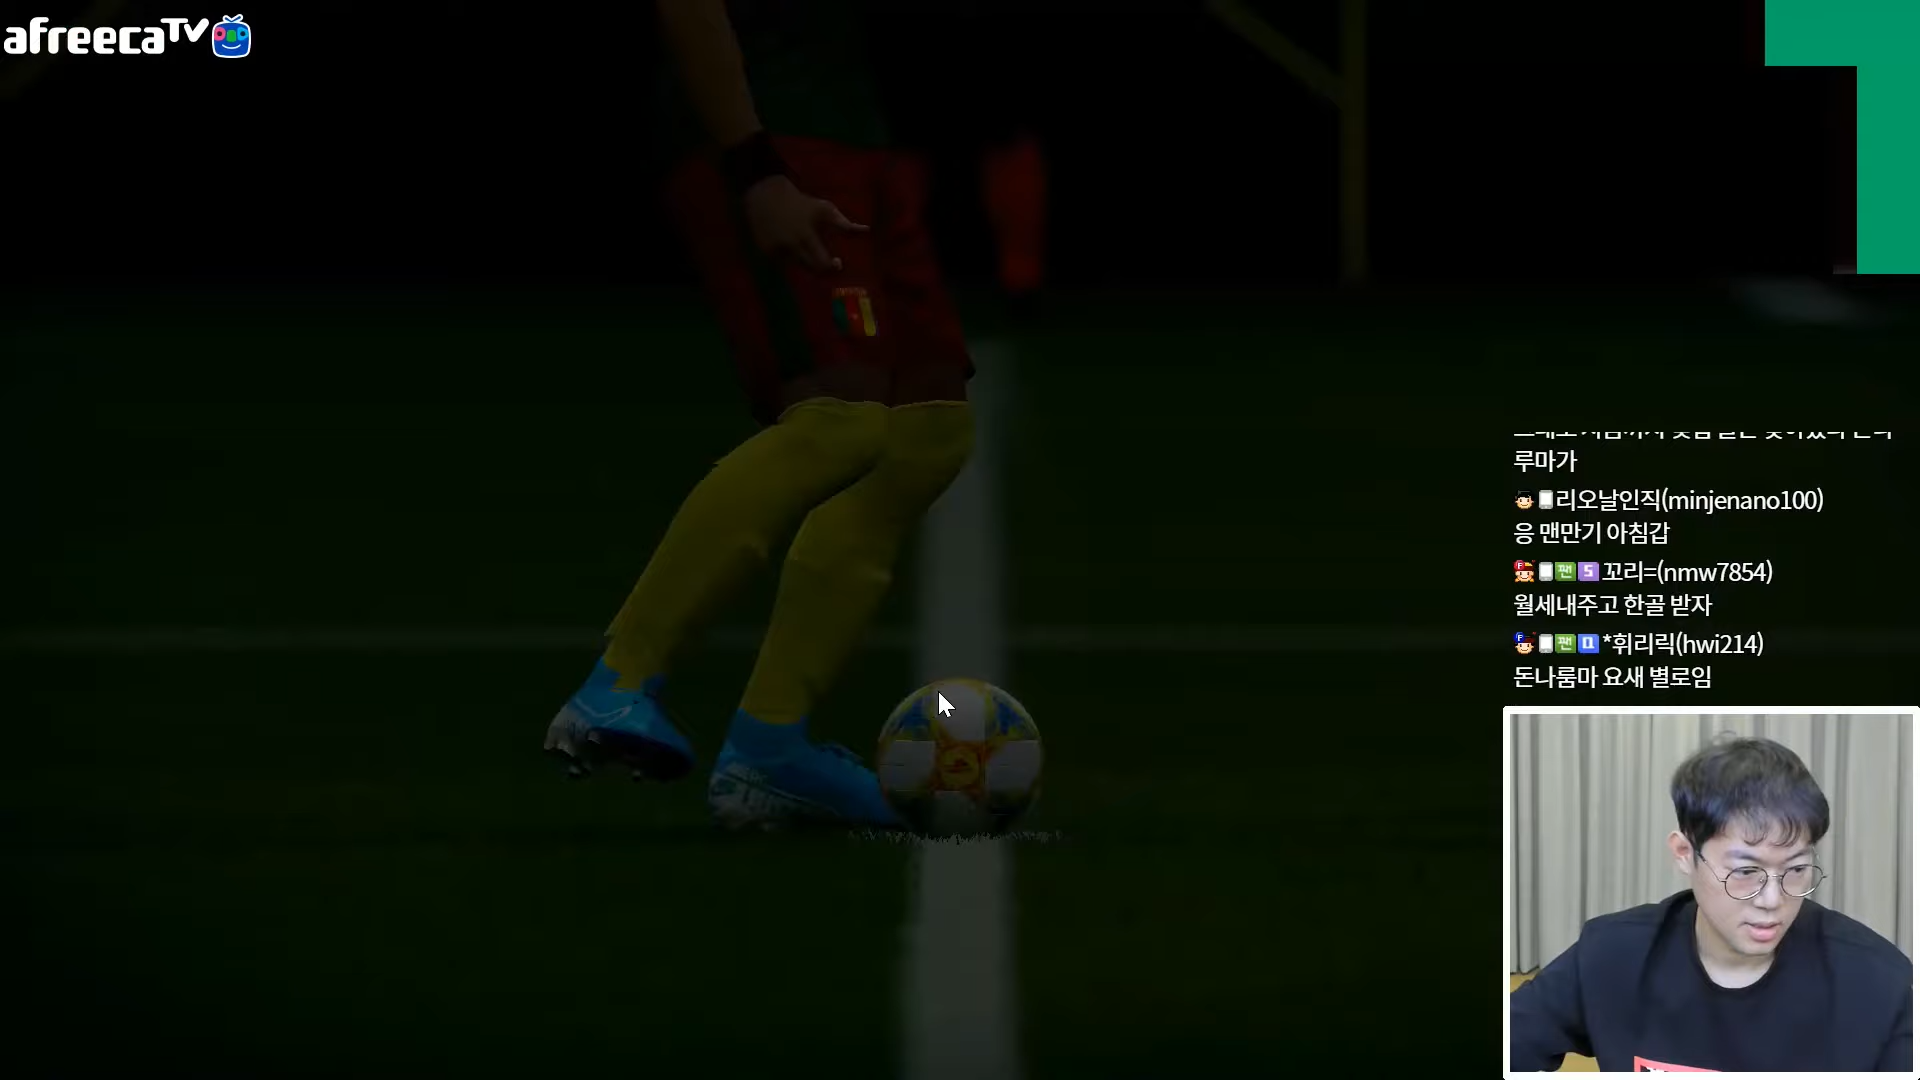 afreecaTV
루마가
리오날인직(minjenano100)
응 맨만기 아침갑
팬 S 꼬리=(nmw7854)
월세내주고 한골 받자
팬 *휘리릭(hwi214)
돈나룸마 요새 별로임